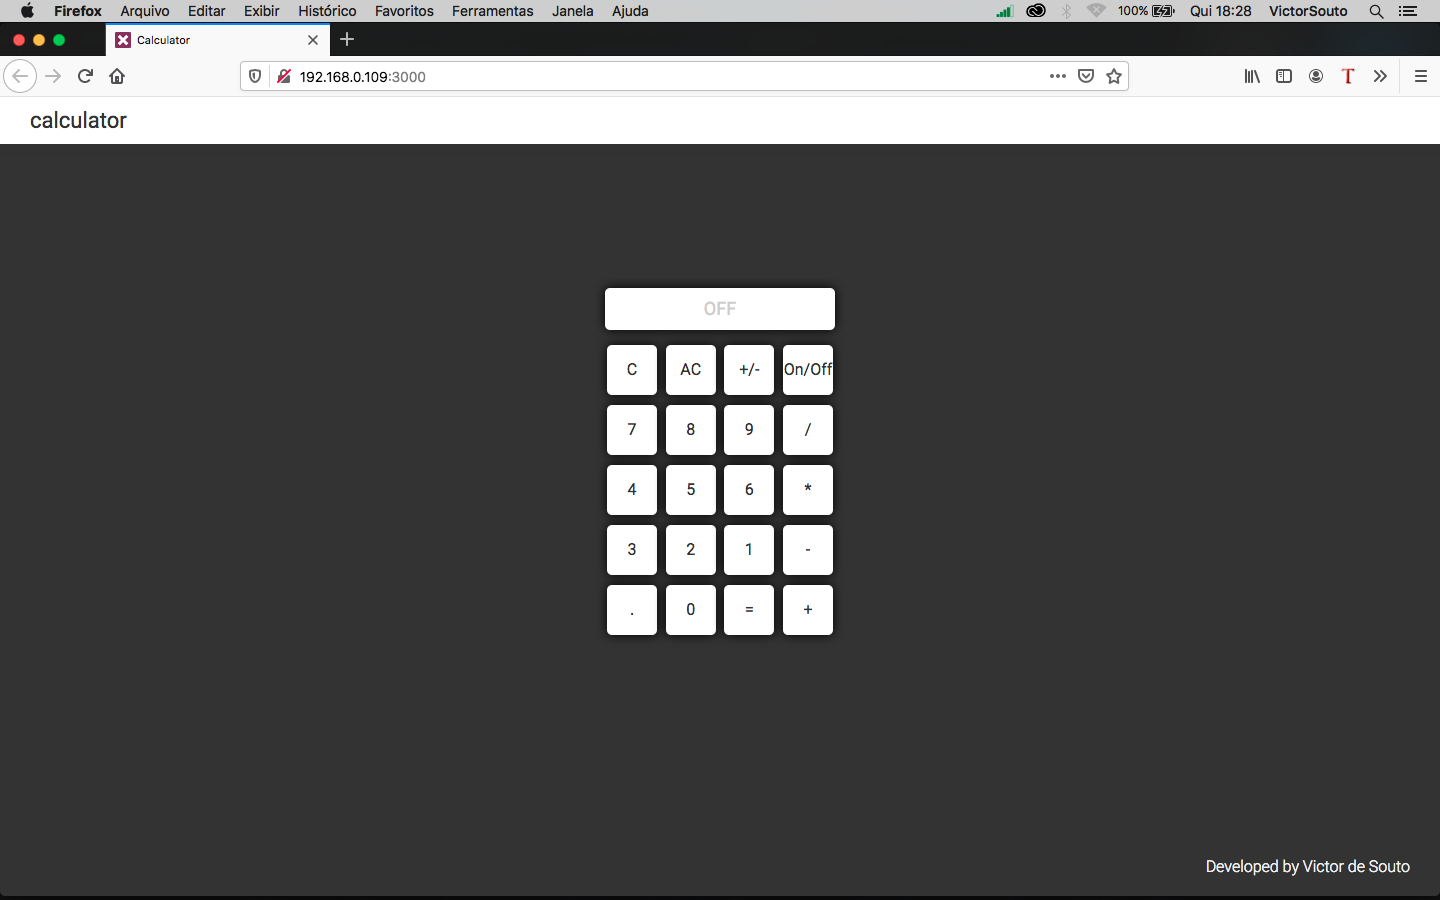 Firefox Arquivo Editar Exibir Histórico Favoritos Ferramentas Janela Ajuda 100% Qui 18:28 VictorSouto
Calculator
192.168.0.109:3000
calculator
OFF
C AC +/- On/Off
7 8 9 /
4 5 6 *
3 2 1 -
. 0 = +
Developed by Victor de Souto